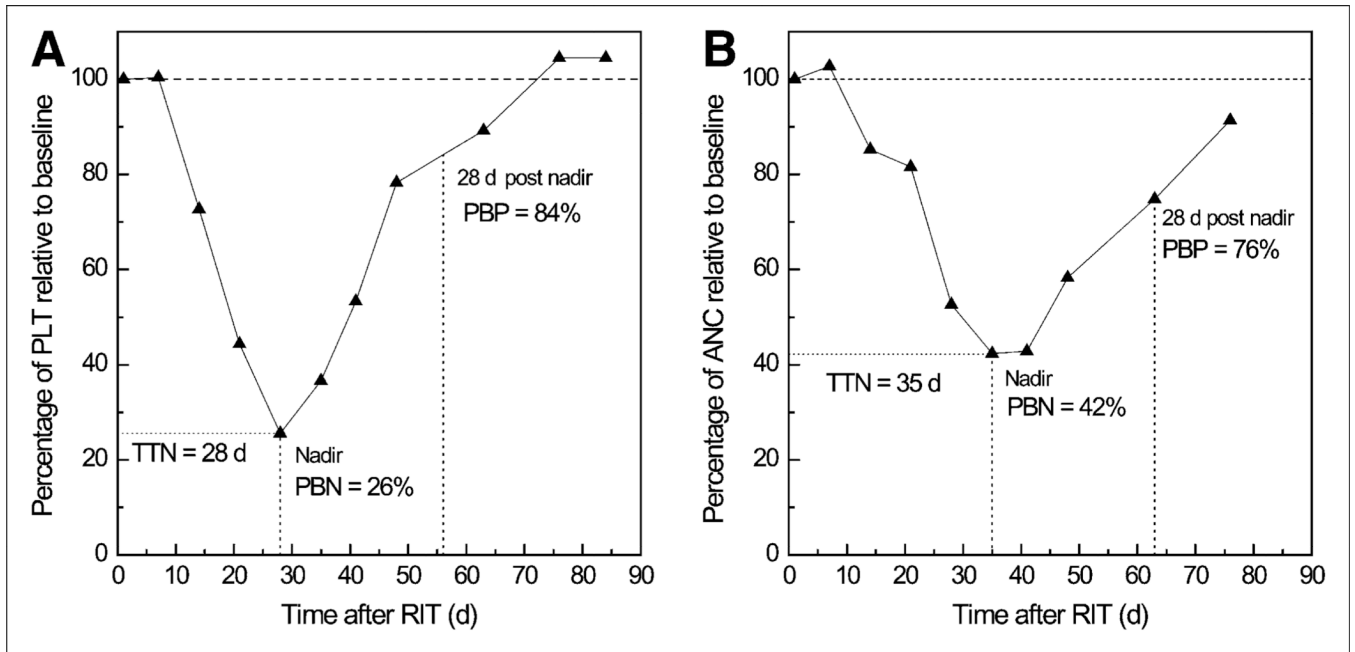 A
Percentage of PLT relative to baseline
100
80
60
40
20
0
28 d post nadir
PBP = 84%
TTN = 28 d
Nadir
PBN = 26%
0 10 20 30 40 50 60 70 80 90
Time after RIT (d)
B
Percentage of ANC relative to baseline
100
80
60
40
20
0
28 d post nadir
PBP = 76%
TTN = 35 d
Nadir
PBN = 42%
0 10 20 30 40 50 60 70 80 90
Time after RIT (d)